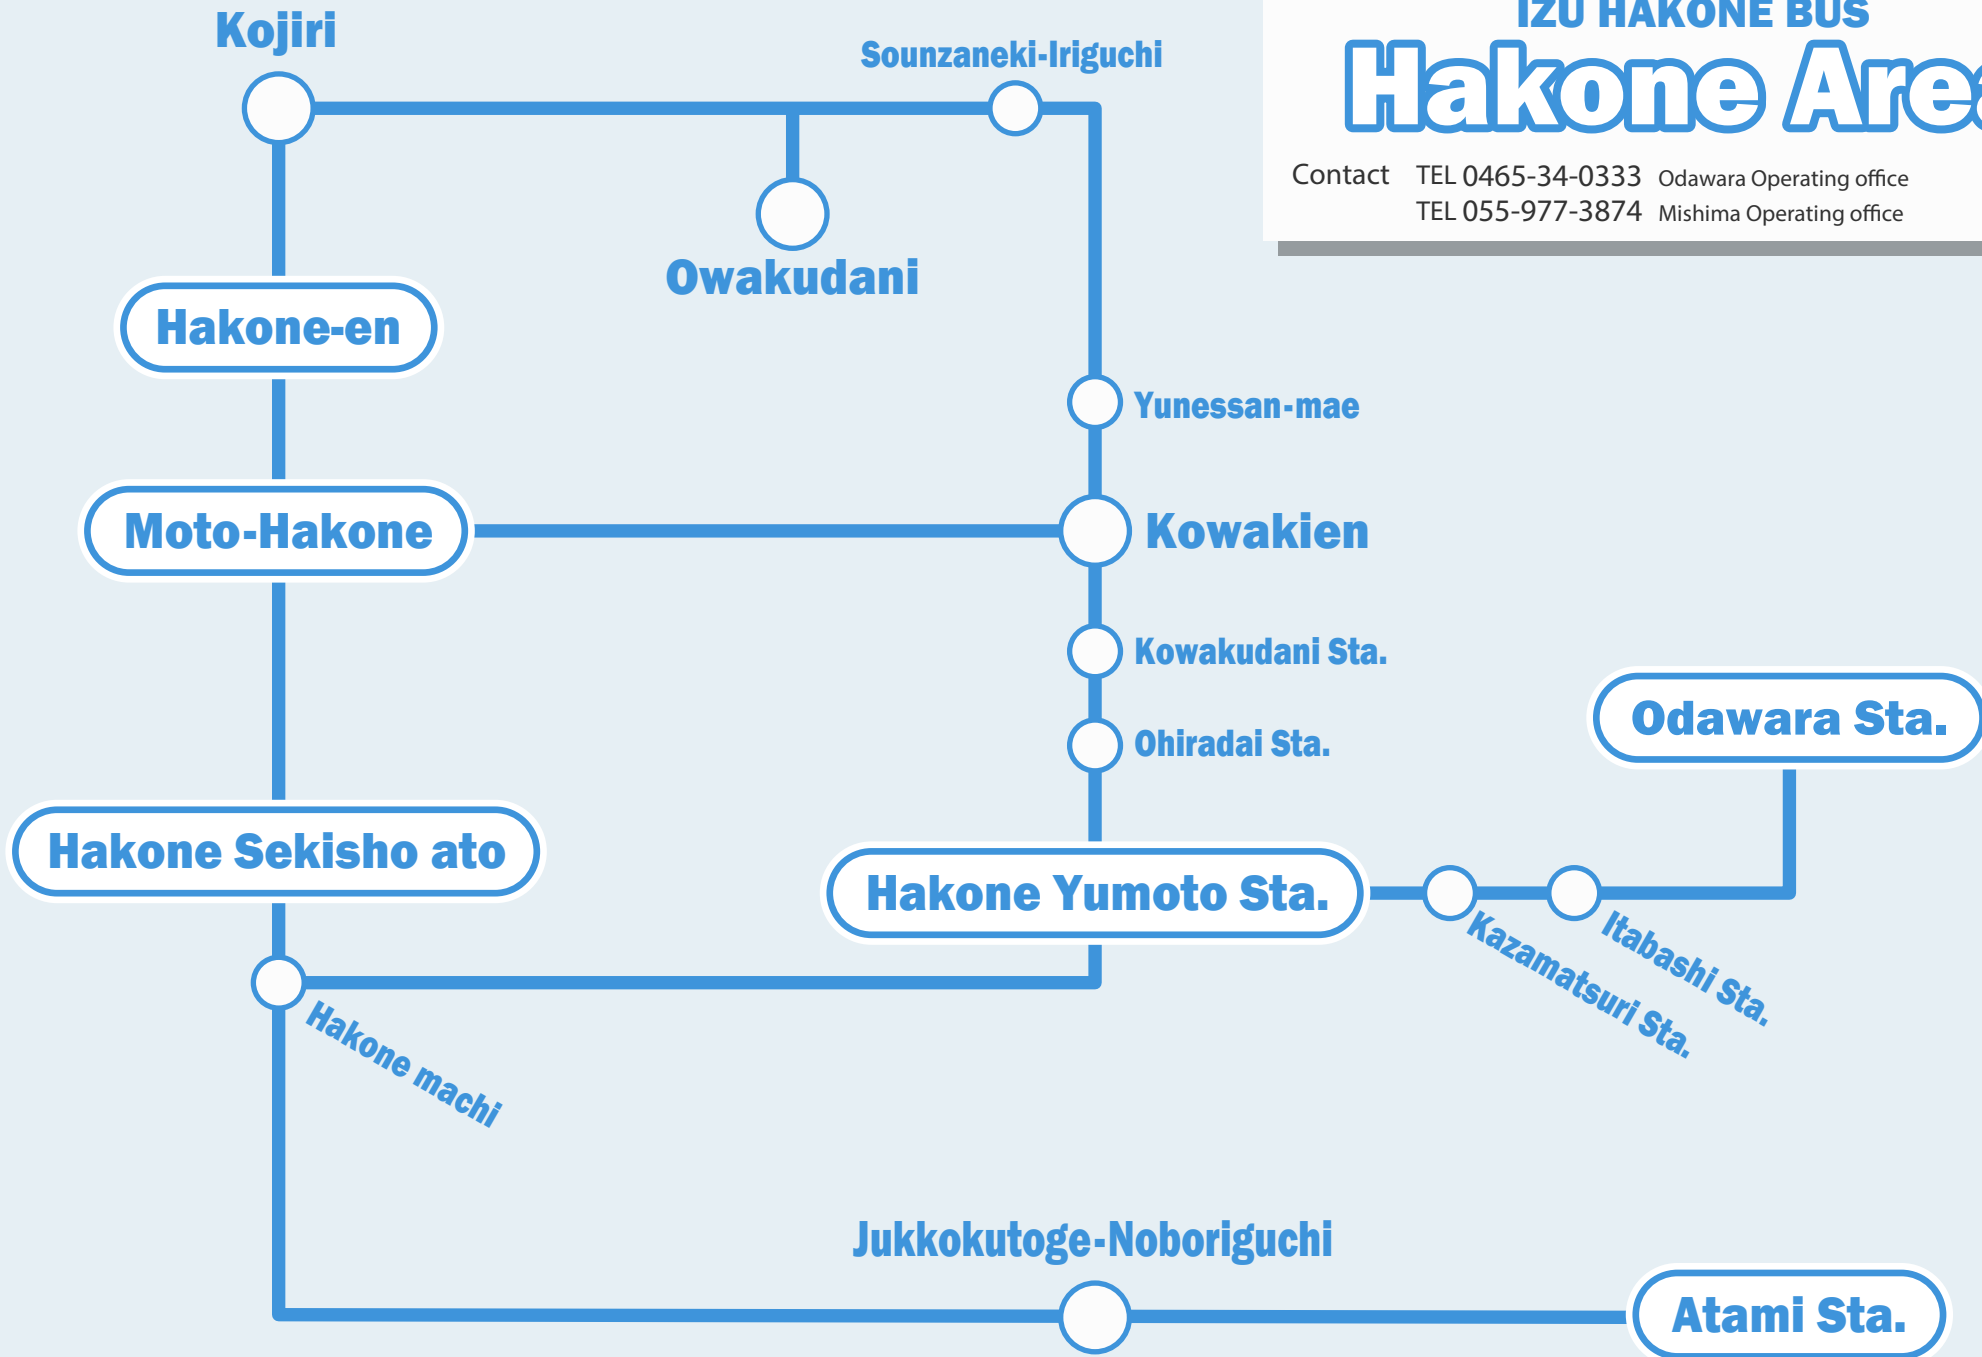 Kojiri
Sounzaneki-Iriguchi
IZU HAKONE BUS
Hakone Area
Contact TEL 0465-34-0333 Odawara Operating office
TEL 055-977-3874 Mishima Operating office
Owakudani
Hakone-en
Yunessan-mae
Moto-Hakone
Kowakien
Kowakudani Sta.
Odawara Sta.
Ohiradai Sta.
Hakone Sekisho ato
Hakone Yumoto Sta.
Kazamatsuri Sta.
Itabashi Sta.
Hakone machi
Jukkokutoge-Noboriguchi
Atami Sta.